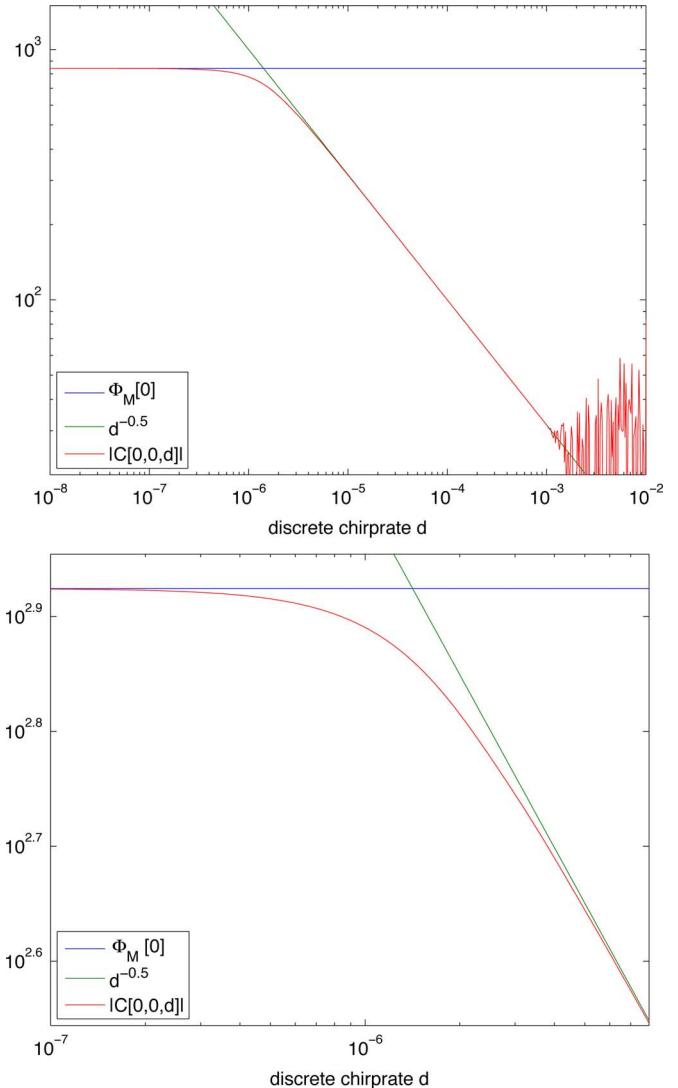 10^3
10^2
Φ_M[0]
d^-0.5
|C[0,0,d]|
10^-8 10^-7 10^-6 10^-5 10^-4 10^-3 10^-2
discrete chirprate d
10^2.9
10^2.8
10^2.7
10^2.6
Φ_M [0]
d^-0.5
|C[0,0,d]|
10^-7 10^-6
discrete chirprate d